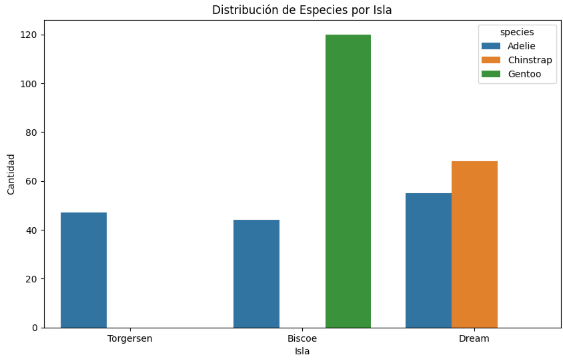 Distribución de Especies por Isla
species
Adelie
Chinstrap
Gentoo
Cantidad
120
100
80
60
40
20
0
Torgersen
Biscoe
Dream
Isla